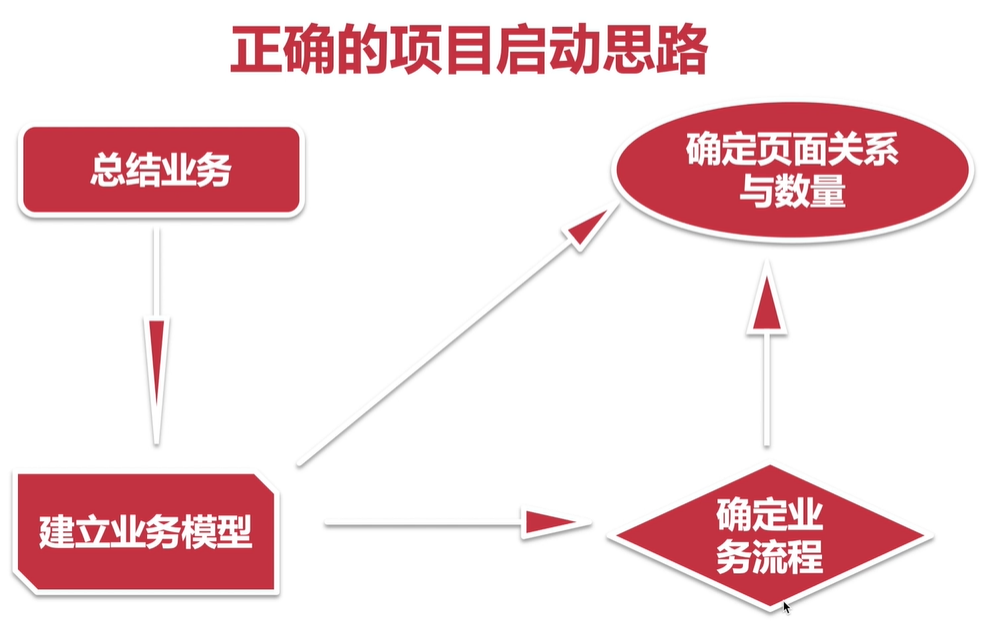 正确的项目启动思路
总结业务
确定页面关系
与数量
建立业务模型
确定业
务流程